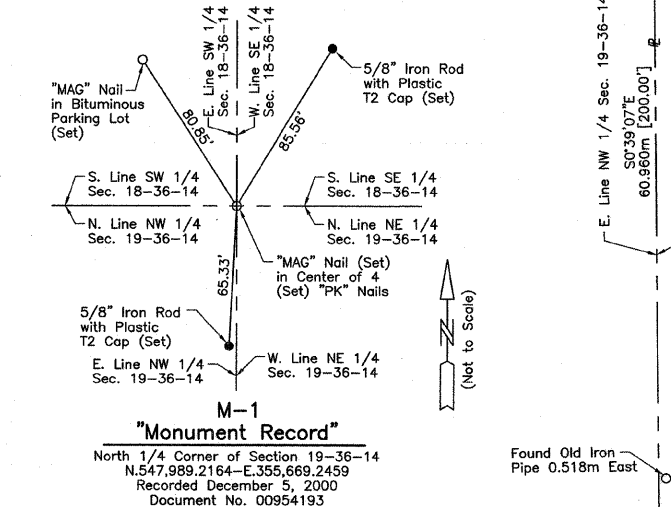 E. Line SW 1/4
Sec. 18-36-14
W. Line SE 1/4
Sec. 18-36-14
"MAG" Nail
in Bituminous
Parking Lot
(Set)
80.85'
85.56'
5/8" Iron Rod
with Plastic
T2 Cap (Set)
S. Line SW 1/4
Sec. 18-36-14
S. Line SE 1/4
Sec. 18-36-14
N. Line NW 1/4
Sec. 19-36-14
N. Line NE 1/4
Sec. 19-36-14
"MAG" Nail (Set)
in Center of 4
(Set) "PK" Nails
65.33'
5/8" Iron Rod
with Plastic
T2 Cap (Set)
E. Line NW 1/4
Sec. 19-36-14
W. Line NE 1/4
Sec. 19-36-14
N
(Not to Scale)
M-1
"Monument Record"
North 1/4 Corner of Section 19-36-14
N.547,989.2164-E.355,669.2459
Recorded December 5, 2000
Document No. 00954193
E. Line NW 1/4 Sec. 19-36-14
S0°39'07"E
60.960m [200.00']
Found Old Iron
Pipe 0.518m East